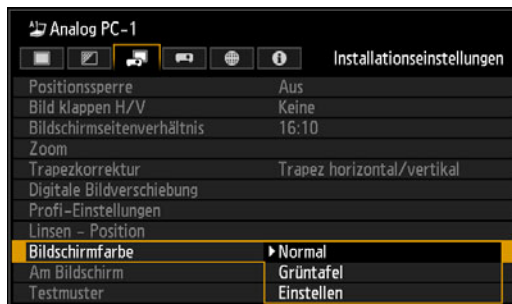 Analog PC-1
Installationseinstellungen
Positionssperre Aus
Bild klappen H/V Keine
Bildschirmseitenverhältnis 16:10
Zoom
Trapezkorrektur Trapez horizontal/vertikal
Digitale Bildverschiebung
Profi-Einstellungen
Linsen - Position
Bildschirmfarbe Normal
Am Bildschirm Grüntafel
Testmuster Einstellen